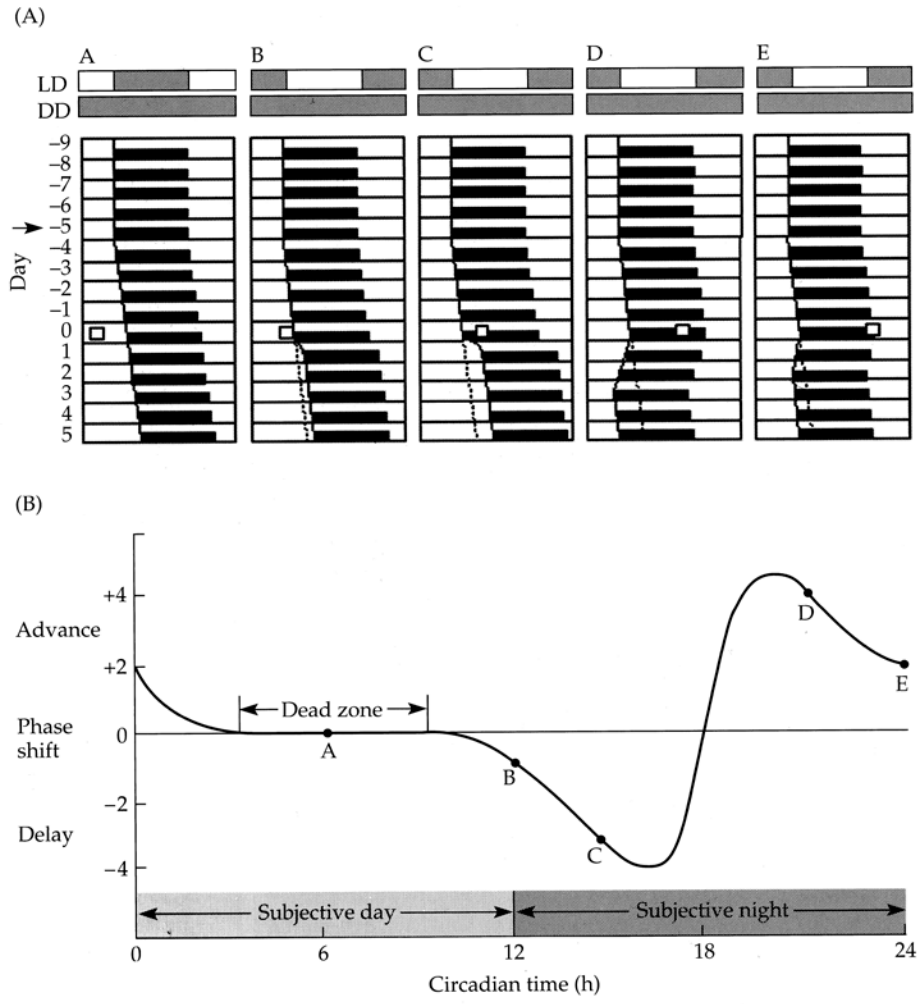 (A)
A B C D E
LD
DD
Day
–9
–8
–7
–6
–5
–4
–3
–2
–1
0
1
2
3
4
5
(B)
Advance
Phase
shift
Delay
+4
+2
0
–2
–4
Dead zone
A
B
C
D
E
Subjective day
Subjective night
0 6 12 18 24
Circadian time (h)